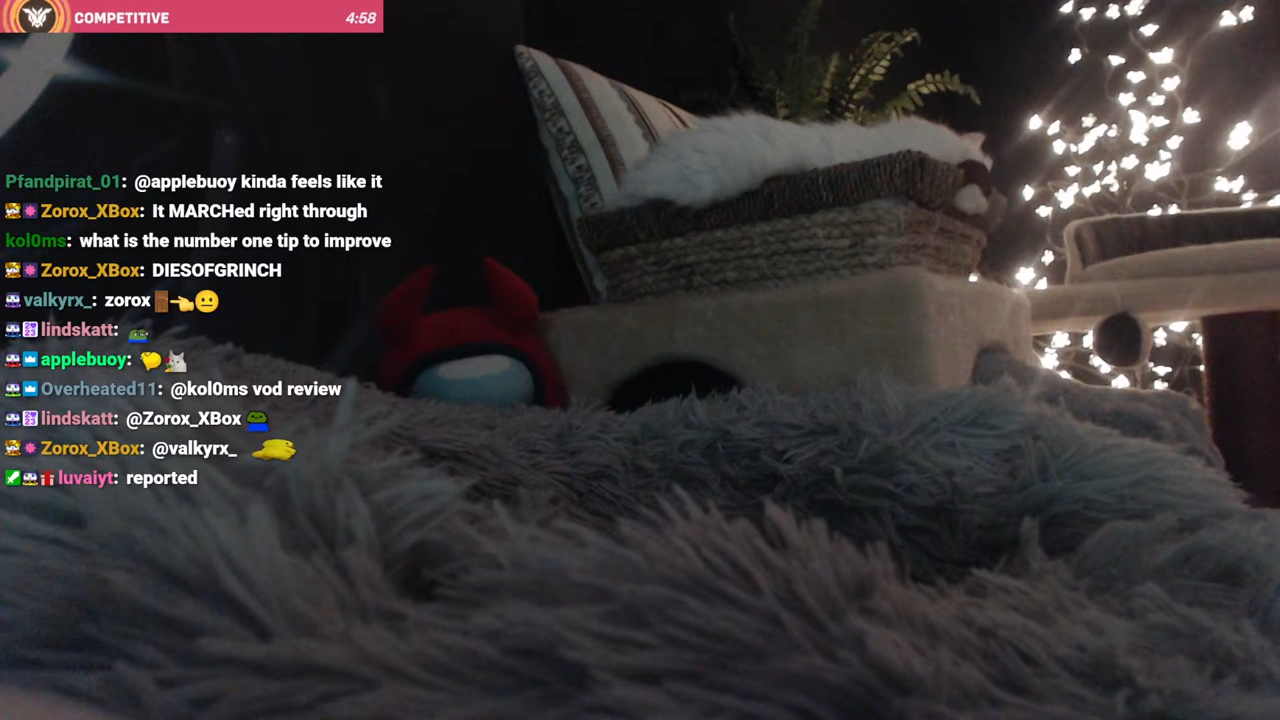 COMPETITIVE 4:58
Pfandpirat_01: @applebuoy kinda feels like it
Zorox_XBox: It MARCHed right through
kol0ms: what is the number one tip to improve
Zorox_XBox: DIESOFGRINCH
valkyrx_: zorox🚪👈😐
lindskatt:
applebuoy:
Overheated11: @kol0ms vod review
lindskatt: @Zorox_XBox
Zorox_XBox: @valkyrx_
luvaiyt: reported